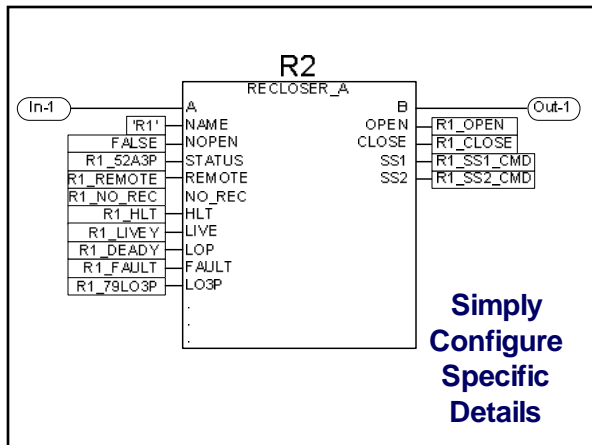 R2
RECLOSER_A
In-1 A B Out-1
'R1' NAME OPEN R1_OPEN
FALSE NOPEN CLOSE R1_CLOSE
R1_52A3P STATUS SS1 R1_SS1_CMD
R1_REMOTE REMOTE SS2 R1_SS2_CMD
R1_NO_REC NO_REC
R1_HLT HLT
R1_LIVEY LIVE
R1_DEADY LOP
R1_FAULT FAULT
R1_79LO3P LO3P
.
.
.
Simply
Configure
Specific
Details